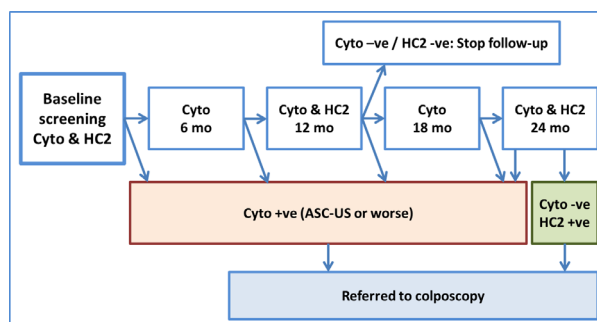 Cyto –ve / HC2 -ve: Stop follow-up
Baseline
screening
Cyto & HC2
Cyto
6 mo
Cyto & HC2
12 mo
Cyto
18 mo
Cyto & HC2
24 mo
Cyto +ve (ASC-US or worse)
Cyto -ve
HC2 +ve
Referred to colposcopy